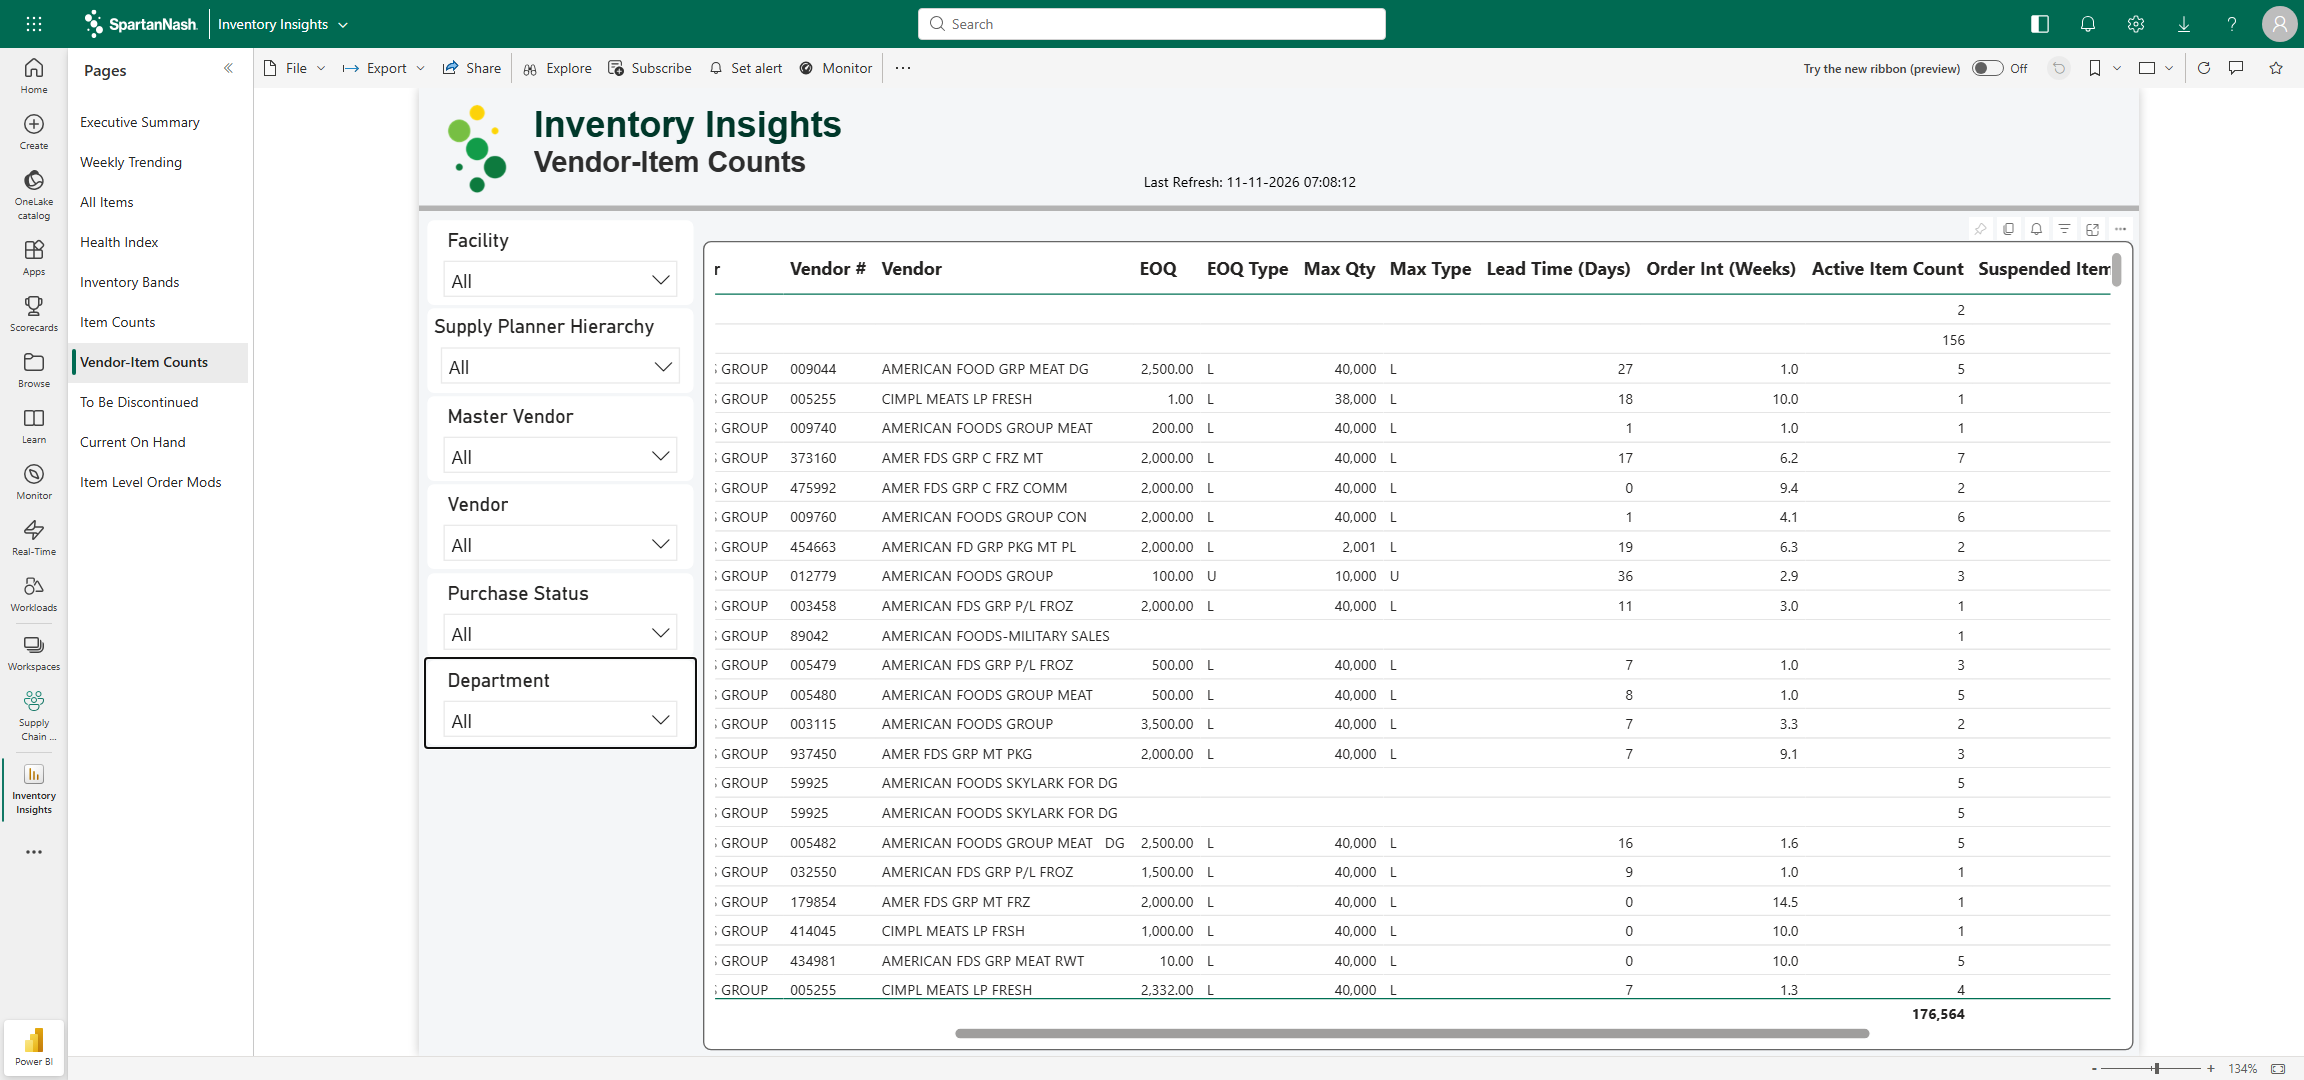 SpartanNash
Inventory Insights
Search
Home
Create
OneLake
catalog
Apps
Scorecards
Browse
Learn
Monitor
Real-Time
Workloads
Workspaces
Supply
Chain ...
Inventory
Insights
Power BI
Pages
Executive Summary
Weekly Trending
All Items
Health Index
Inventory Bands
Item Counts
Vendor-Item Counts
To Be Discontinued
Current On Hand
Item Level Order Mods
File Export Share Explore Subscribe Set alert Monitor ...
Try the new ribbon (preview) Off
Inventory Insights
Vendor-Item Counts
Last Refresh: 11-11-2026 07:08:12
Facility
All
Supply Planner Hierarchy
All
Master Vendor
All
Vendor
All
Purchase Status
All
Department
All
r Vendor # Vendor EOQ EOQ Type Max Qty Max Type Lead Time (Days) Order Int (Weeks) Active Item Count Suspended Item
2
156
GROUP 009044 AMERICAN FOOD GRP MEAT DG 2,500.00 L 40,000 L 27 1.0 5
GROUP 005255 CIMPL MEATS LP FRESH 1.00 L 38,000 L 18 10.0 1
GROUP 009740 AMERICAN FOODS GROUP MEAT 200.00 L 40,000 L 1 1.0 1
GROUP 373160 AMER FDS GRP C FRZ MT 2,000.00 L 40,000 L 17 6.2 7
GROUP 475992 AMER FDS GRP C FRZ COMM 2,000.00 L 40,000 L 0 9.4 2
GROUP 009760 AMERICAN FOODS GROUP CON 2,000.00 L 40,000 L 1 4.1 6
GROUP 454663 AMERICAN FD GRP PKG MT PL 2,000.00 L 2,001 L 19 6.3 2
GROUP 012779 AMERICAN FOODS GROUP 100.00 U 10,000 U 36 2.9 3
GROUP 003458 AMERICAN FDS GRP P/L FROZ 2,000.00 L 40,000 L 11 3.0 1
GROUP 89042 AMERICAN FOODS-MILITARY SALES 1
GROUP 005479 AMERICAN FDS GRP P/L FROZ 500.00 L 40,000 L 7 1.0 3
GROUP 005480 AMERICAN FOODS GROUP MEAT 500.00 L 40,000 L 8 1.0 5
GROUP 003115 AMERICAN FOODS GROUP 3,500.00 L 40,000 L 7 3.3 2
GROUP 937450 AMER FDS GRP MT PKG 2,000.00 L 40,000 L 7 9.1 3
GROUP 59925 AMERICAN FOODS SKYLARK FOR DG 5
GROUP 59925 AMERICAN FOODS SKYLARK FOR DG 5
GROUP 005482 AMERICAN FOODS GROUP MEAT DG 2,500.00 L 40,000 L 16 1.6 5
GROUP 032550 AMERICAN FDS GRP P/L FROZ 1,500.00 L 40,000 L 9 1.0 1
GROUP 179854 AMER FDS GRP MT FRZ 2,000.00 L 40,000 L 0 14.5 1
GROUP 414045 CIMPL MEATS LP FRSH 1,000.00 L 40,000 L 0 10.0 1
GROUP 434981 AMERICAN FDS GRP MEAT RWT 10.00 L 40,000 L 0 10.0 5
GROUP 005255 CIMPL MEATS LP FRESH 2,332.00 L 40,000 L 7 1.3 4
176,564
- + 134%